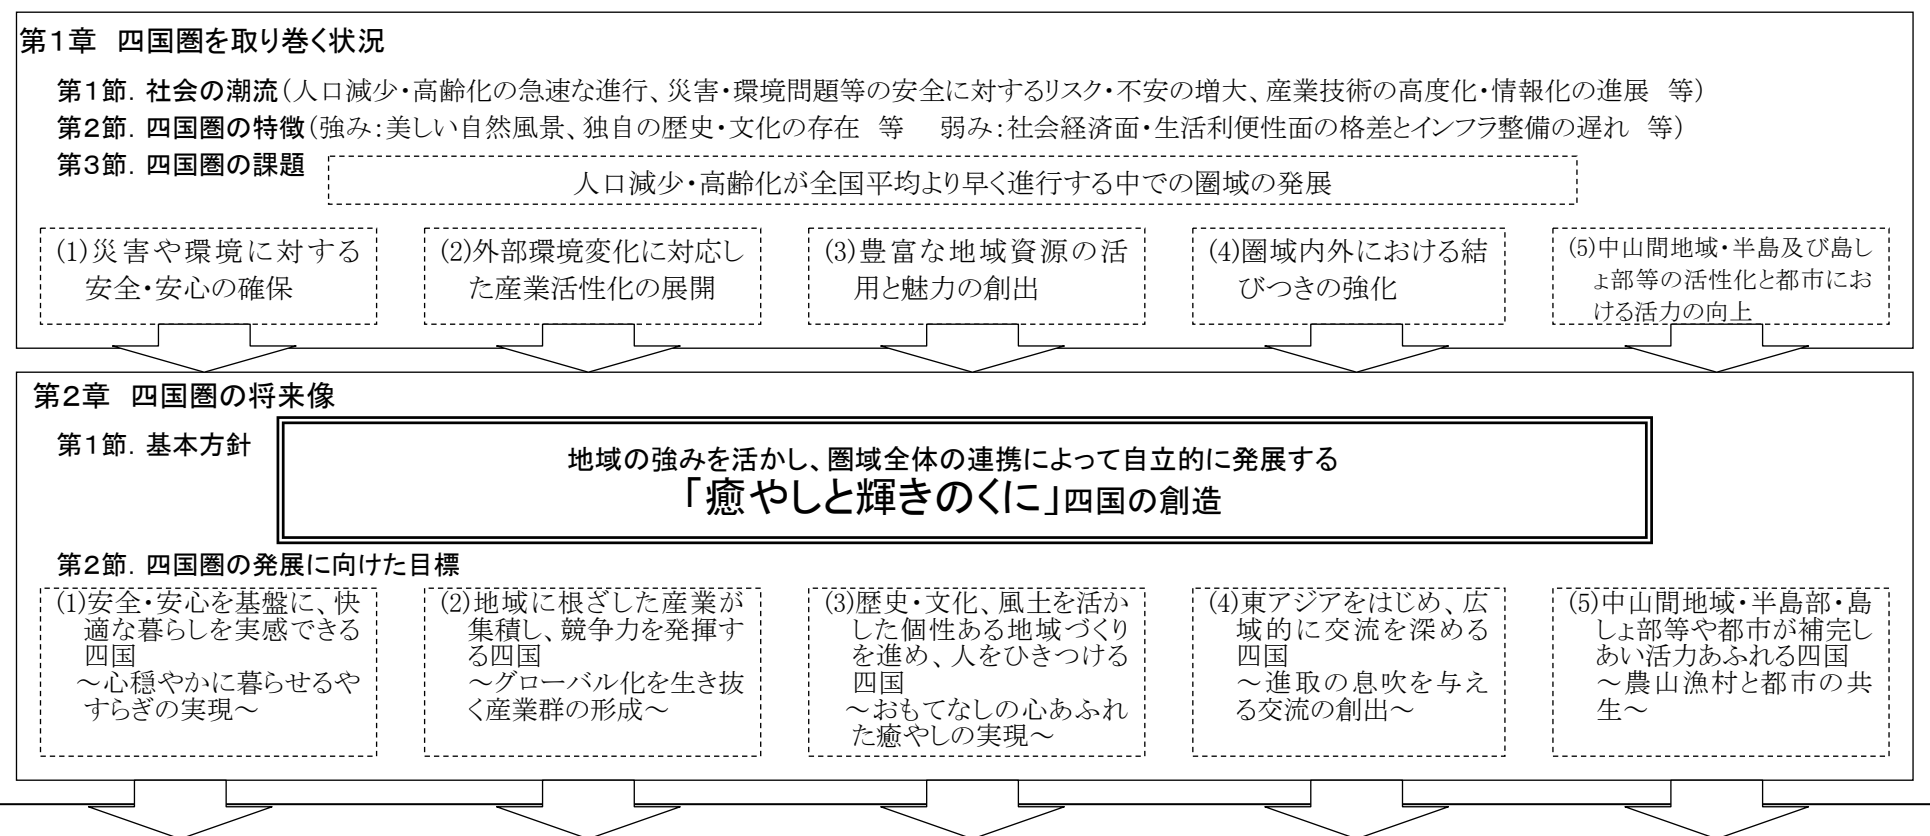 第1章 四国圏を取り巻く状況
第1節. 社会の潮流(人口減少・高齢化の急速な進行、災害・環境問題等の安全に対するリスク・不安の増大、産業技術の高度化・情報化の進展 等)
第2節. 四国圏の特徴(強み:美しい自然風景、独自の歴史・文化の存在 等 弱み:社会経済面・生活利便性面の格差とインフラ整備の遅れ 等)
第3節. 四国圏の課題
人口減少・高齢化が全国平均より早く進行する中での圏域の発展
(1)災害や環境に対する
安全・安心の確保
(2)外部環境変化に対応し
た産業活性化の展開
(3)豊富な地域資源の活
用と魅力の創出
(4)圏域内外における結
びつきの強化
(5)中山間地域・半島及び島し
ょ部等の活性化と都市にお
ける活力の向上
第2章 四国圏の将来像
第1節. 基本方針
地域の強みを活かし、圏域全体の連携によって自立的に発展する
「癒やしと輝きのくに」四国の創造
第2節. 四国圏の発展に向けた目標
(1)安全・安心を基盤に、快
適な暮らしを実感できる
四国
~心穏やかに暮らせるや
すらぎの実現~
(2)地域に根ざした産業が
集積し、競争力を発揮す
る四国
~グローバル化を生き抜
く産業群の形成~
(3)歴史・文化、風土を活か
した個性ある地域づくり
を進め、人をひきつける
四国
~おもてなしの心あふれ
た癒やしの実現~
(4)東アジアをはじめ、広
域的に交流を深める
四国
~進取の息吹を与え
る交流の創出~
(5)中山間地域・半島部・島
しょ部等や都市が補完し
あい活力あふれる四国
~農山漁村と都市の共
生~